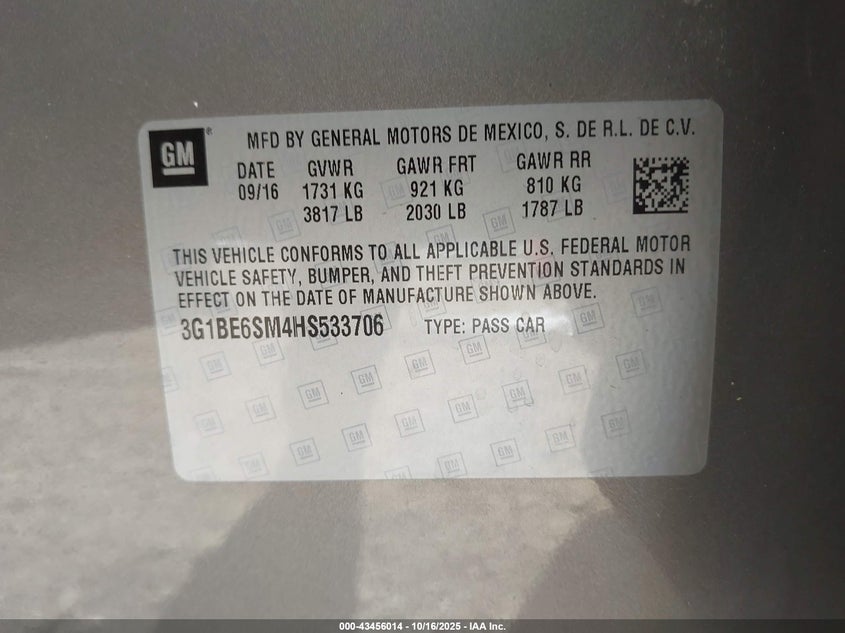 GM®
MFD BY GENERAL MOTORS DE MEXICO, S. DE R.L. DE C.V.
DATE GVWR GAWR FRT GAWR RR
09/16 1731 KG 921 KG 810 KG
3817 LB 2030 LB 1787 LB
THIS VEHICLE CONFORMS TO ALL APPLICABLE U.S. FEDERAL MOTOR
VEHICLE SAFETY, BUMPER, AND THEFT PREVENTION STANDARDS IN
EFFECT ON THE DATE OF MANUFACTURE SHOWN ABOVE.
3G1BE6SM4HS533706 TYPE: PASS CAR
000-43456014 - 10/16/2025 - IAA Inc.